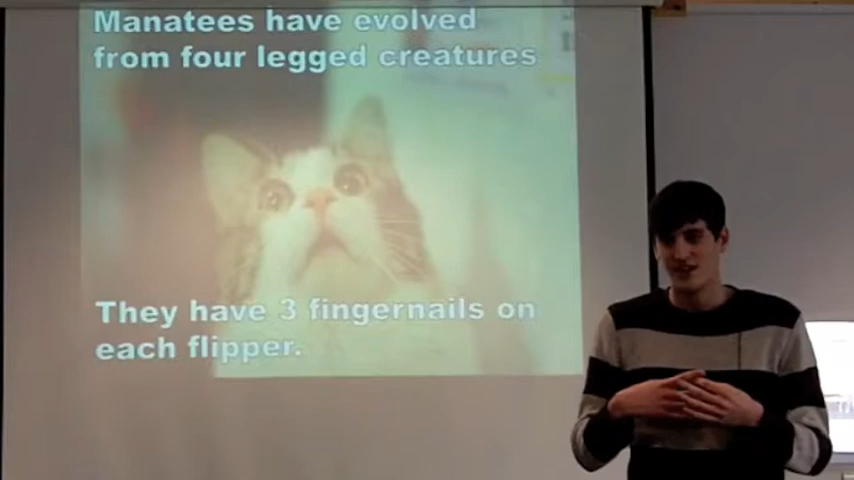 Manatees have evolved
from four legged creatures
They have 3 fingernails on
each flipper.